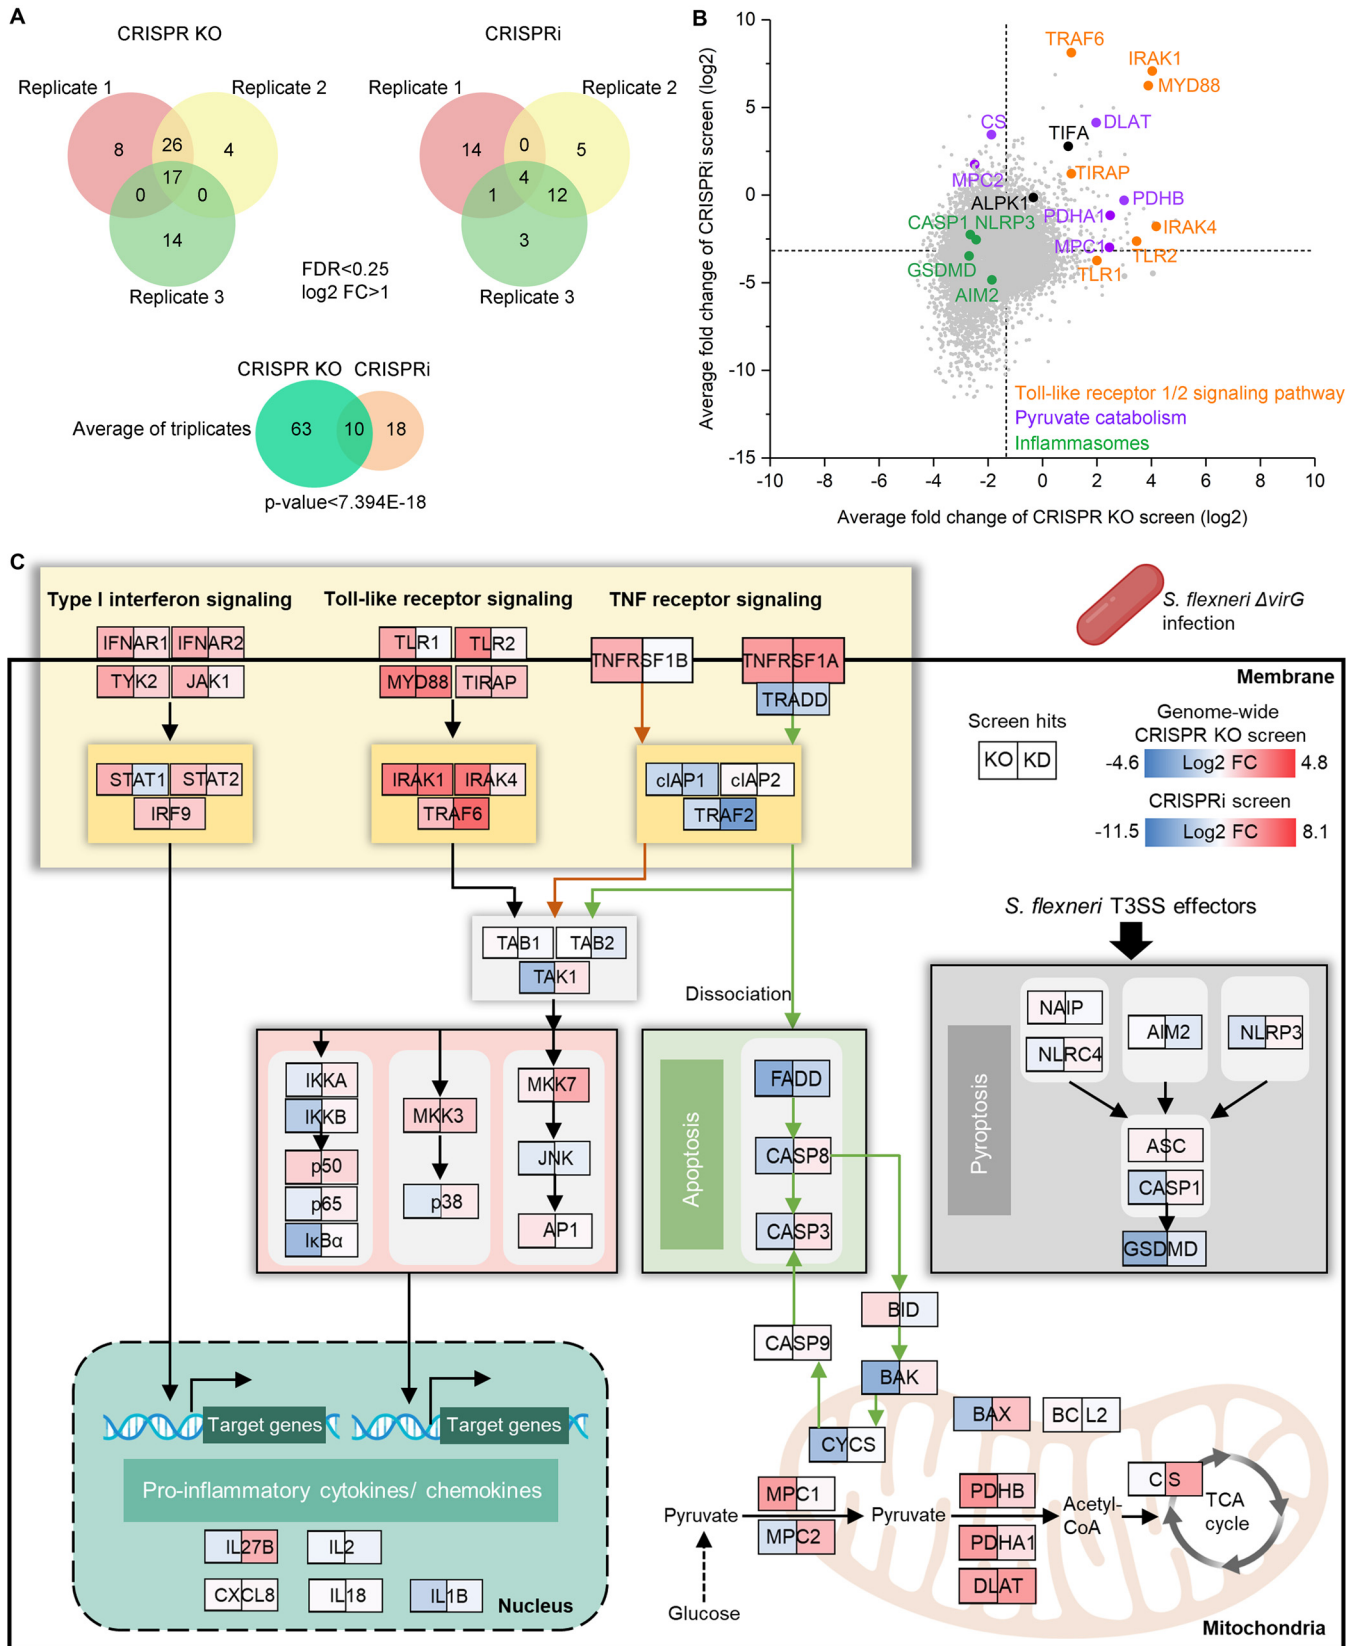 A
CRISPR KO
CRISPRi
Replicate 1
Replicate 2
Replicate 1
Replicate 2
8
26
4
17
0
0
14
Replicate 3
14
0
5
4
1
12
3
Replicate 3
FDR<0.25
log2 FC>1
CRISPR KO
CRISPRi
Average of triplicates
63
10
18
p-value<7.394E-18
B
Average fold change of CRISPRi screen (log2)
10
5
0
-5
-10
-15
-10
-8
-6
-4
-2
0
2
4
6
8
10
Average fold change of CRISPR KO screen (log2)
TRAF6
IRAK1
MYD88
CS
DLAT
TIFA
MPC2
TIRAP
ALPK1
PDHB
PDHA1
CASP1
NLRP3
IRAK4
MPC1
TLR2
GSDMD
TLR1
AIM2
Toll-like receptor 1/2 signaling pathway
Pyruvate catabolism
Inflammasomes
C
Type I interferon signaling
Toll-like receptor signaling
TNF receptor signaling
IFNAR1
IFNAR2
TYK2
JAK1
TLR1
TLR2
MYD88
TIRAP
TNFRSF1B
TNFRSF1A
TRADD
STAT1
STAT2
IRF9
IRAK1
IRAK4
TRAF6
cIAP1
cIAP2
TRAF2
S. flexneri ΔvirG
infection
Membrane
Screen hits
KO
KD
Genome-wide
CRISPR KO screen
-4.6
Log2 FC
4.8
CRISPRi screen
-11.5
Log2 FC
8.1
TAB1
TAB2
TAK1
Dissociation
S. flexneri T3SS effectors
IKKA
IKKB
p50
p65
IκBα
MKK3
p38
MKK7
JNK
AP1
Apoptosis
FADD
CASP8
CASP3
Pyroptosis
NAIP
NLRC4
AIM2
NLRP3
ASC
CASP1
GSDMD
BID
CASP9
BAK
CYCS
BAX
BCL2
Target genes
Target genes
Pro-inflammatory cytokines/ chemokines
IL27B
IL2
CXCL8
IL18
IL1B
Nucleus
Pyruvate
MPC1
MPC2
Pyruvate
PDHB
PDHA1
DLAT
Acetyl-
CoA
CS
TCA
cycle
Glucose
Mitochondria